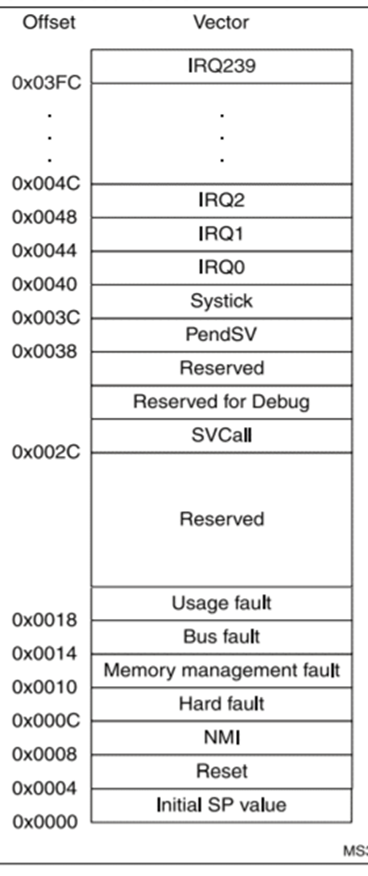 Offset Vector
IRQ239
0x03FC
. .
. .
. .
0x004C
IRQ2
0x0048
IRQ1
0x0044
IRQ0
0x0040
Systick
0x003C
PendSV
0x0038
Reserved
Reserved for Debug
SVCall
0x002C
Reserved
Usage fault
0x0018
Bus fault
0x0014
Memory management fault
0x0010
Hard fault
0x000C
NMI
0x0008
Reset
0x0004
Initial SP value
0x0000
MS3